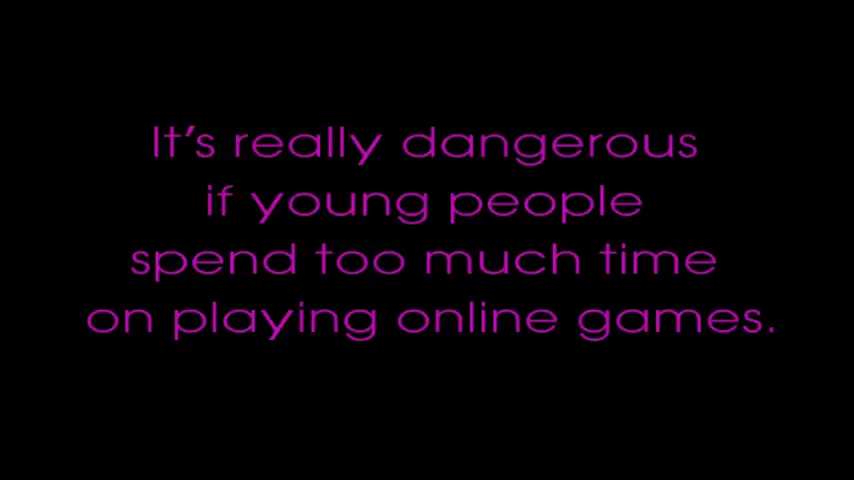 It's really dangerous
if young people
spend too much time
on playing online games.